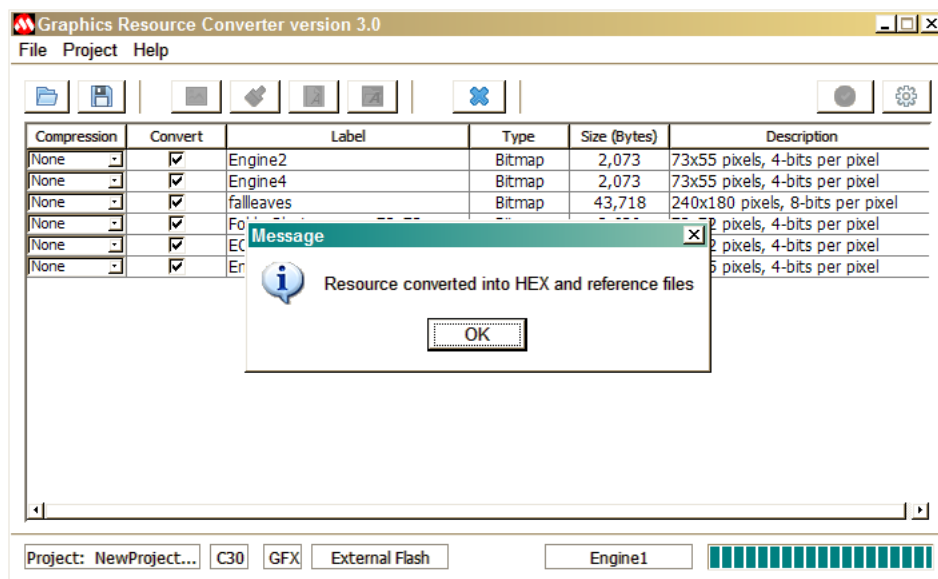 Graphics Resource Converter version 3.0
File Project Help
Compression Convert Label Type Size (Bytes) Description
None Engine2 Bitmap 2,073 73x55 pixels, 4-bits per pixel
None Engine4 Bitmap 2,073 73x55 pixels, 4-bits per pixel
None fallleaves Bitmap 43,718 240x180 pixels, 8-bits per pixel
None pixels, 4-bits per pixel
None pixels, 4-bits per pixel
None pixels, 4-bits per pixel
Message
Resource converted into HEX and reference files
OK
Project: NewProject... C30 GFX External Flash Engine1